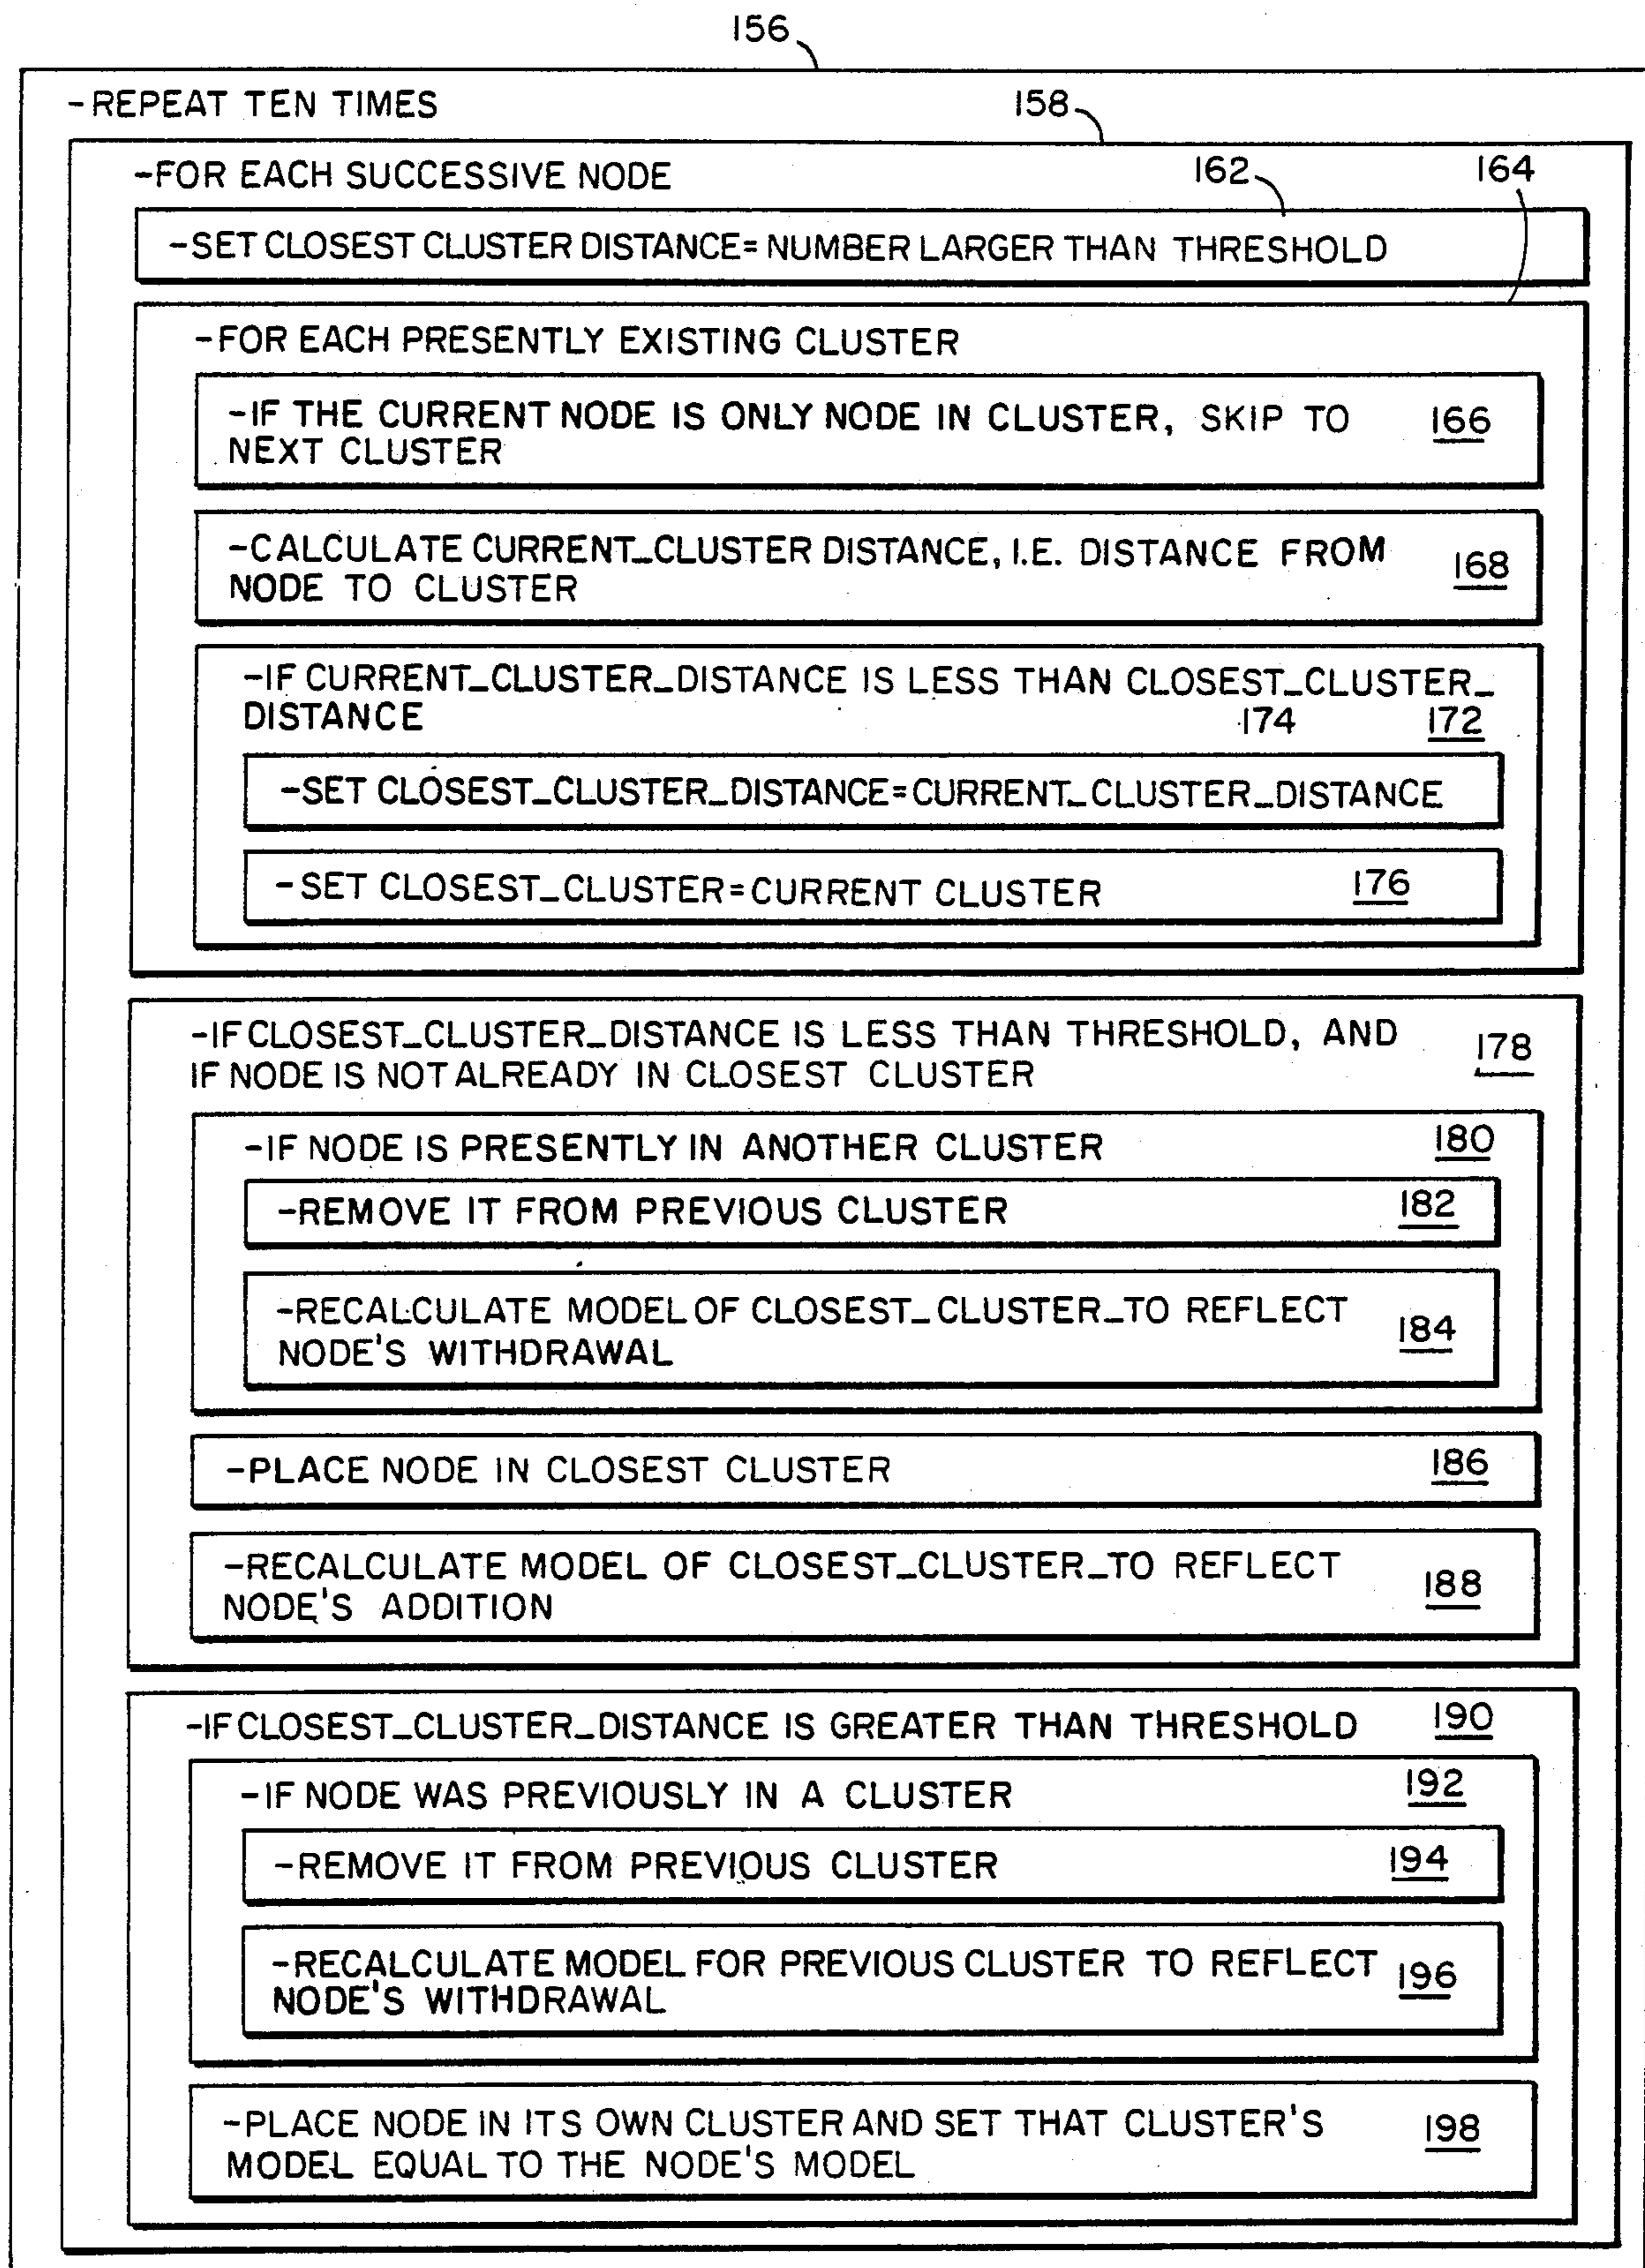 156
-REPEAT TEN TIMES
158
-FOR EACH SUCCESSIVE NODE
162
164
-SET CLOSEST CLUSTER DISTANCE=NUMBER LARGER THAN THRESHOLD
-FOR EACH PRESENTLY EXISTING CLUSTER
-IF THE CURRENT NODE IS ONLY NODE IN CLUSTER, SKIP TO 166
NEXT CLUSTER
-CALCULATE CURRENT_CLUSTER DISTANCE, I.E. DISTANCE FROM 168
NODE TO CLUSTER
-IF CURRENT_CLUSTER_DISTANCE IS LESS THAN CLOSEST_CLUSTER_
DISTANCE 174 172
-SET CLOSEST_CLUSTER_DISTANCE=CURRENT_CLUSTER_DISTANCE
-SET CLOSEST_CLUSTER=CURRENT CLUSTER 176
-IF CLOSEST_CLUSTER_DISTANCE IS LESS THAN THRESHOLD, AND 178
IF NODE IS NOT ALREADY IN CLOSEST CLUSTER
-IF NODE IS PRESENTLY IN ANOTHER CLUSTER 180
-REMOVE IT FROM PREVIOUS CLUSTER 182
-RECALCULATE MODEL OF CLOSEST_CLUSTER_TO REFLECT 184
NODE'S WITHDRAWAL
-PLACE NODE IN CLOSEST CLUSTER 186
-RECALCULATE MODEL OF CLOSEST_CLUSTER_TO REFLECT 188
NODE'S ADDITION
-IF CLOSEST_CLUSTER_DISTANCE IS GREATER THAN THRESHOLD 190
-IF NODE WAS PREVIOUSLY IN A CLUSTER 192
-REMOVE IT FROM PREVIOUS CLUSTER 194
-RECALCULATE MODEL FOR PREVIOUS CLUSTER TO REFLECT 196
NODE'S WITHDRAWAL
-PLACE NODE IN ITS OWN CLUSTER AND SET THAT CLUSTER'S 198
MODEL EQUAL TO THE NODE'S MODEL